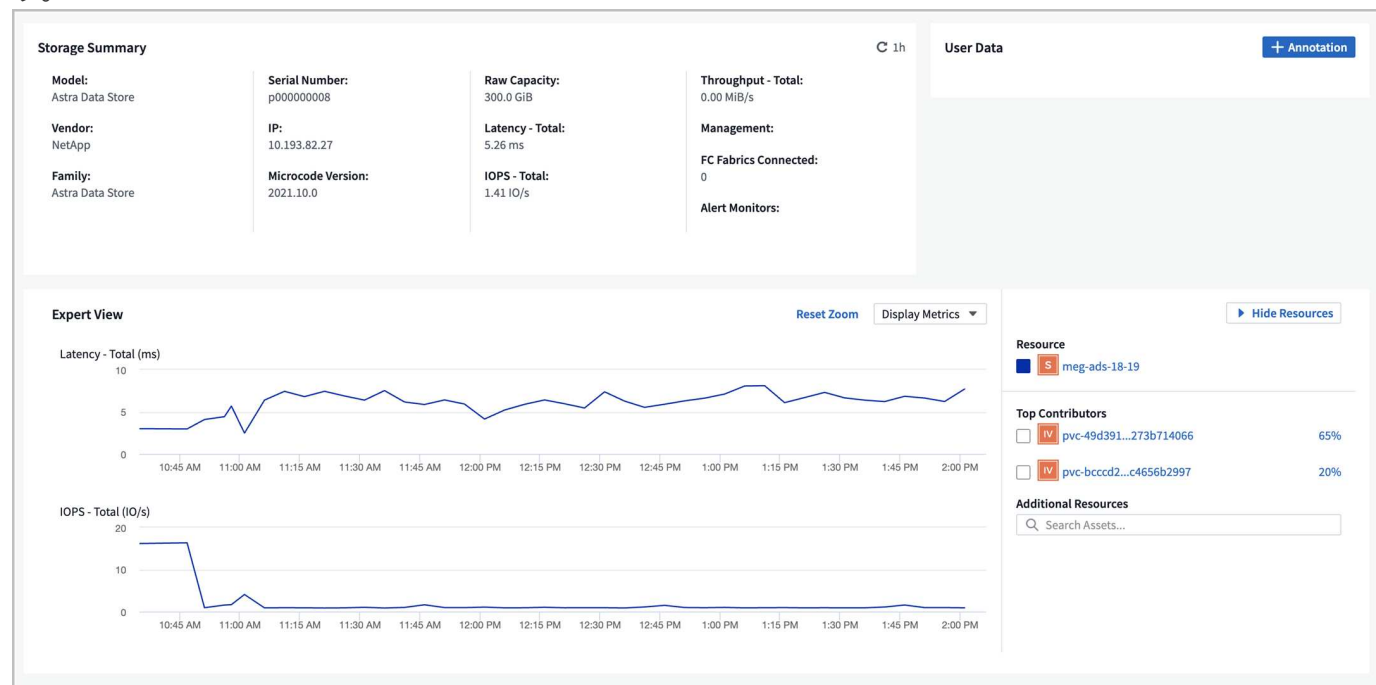 Storage Summary
1h
Model:
Astra Data Store
Vendor:
NetApp
Family:
Astra Data Store
Serial Number:
p000000008
IP:
10.193.82.27
Microcode Version:
2021.10.0
Raw Capacity:
300.0 GiB
Latency - Total:
5.26 ms
IOPS - Total:
1.41 IO/s
Throughput - Total:
0.00 MiB/s
Management:
FC Fabrics Connected:
0
Alert Monitors:
User Data
+ Annotation
Expert View
Reset Zoom
Display Metrics
Latency - Total (ms)
10
5
0
10:45 AM 11:00 AM 11:15 AM 11:30 AM 11:45 AM 12:00 PM 12:15 PM 12:30 PM 12:45 PM 1:00 PM 1:15 PM 1:30 PM 1:45 PM 2:00 PM
IOPS - Total (IO/s)
20
10
0
10:45 AM 11:00 AM 11:15 AM 11:30 AM 11:45 AM 12:00 PM 12:15 PM 12:30 PM 12:45 PM 1:00 PM 1:15 PM 1:30 PM 1:45 PM 2:00 PM
Hide Resources
Resource
S meg-ads-18-19
Top Contributors
IV pvc-49d391...273b714066 65%
IV pvc-bcccd2...c4656b2997 20%
Additional Resources
Search Assets...